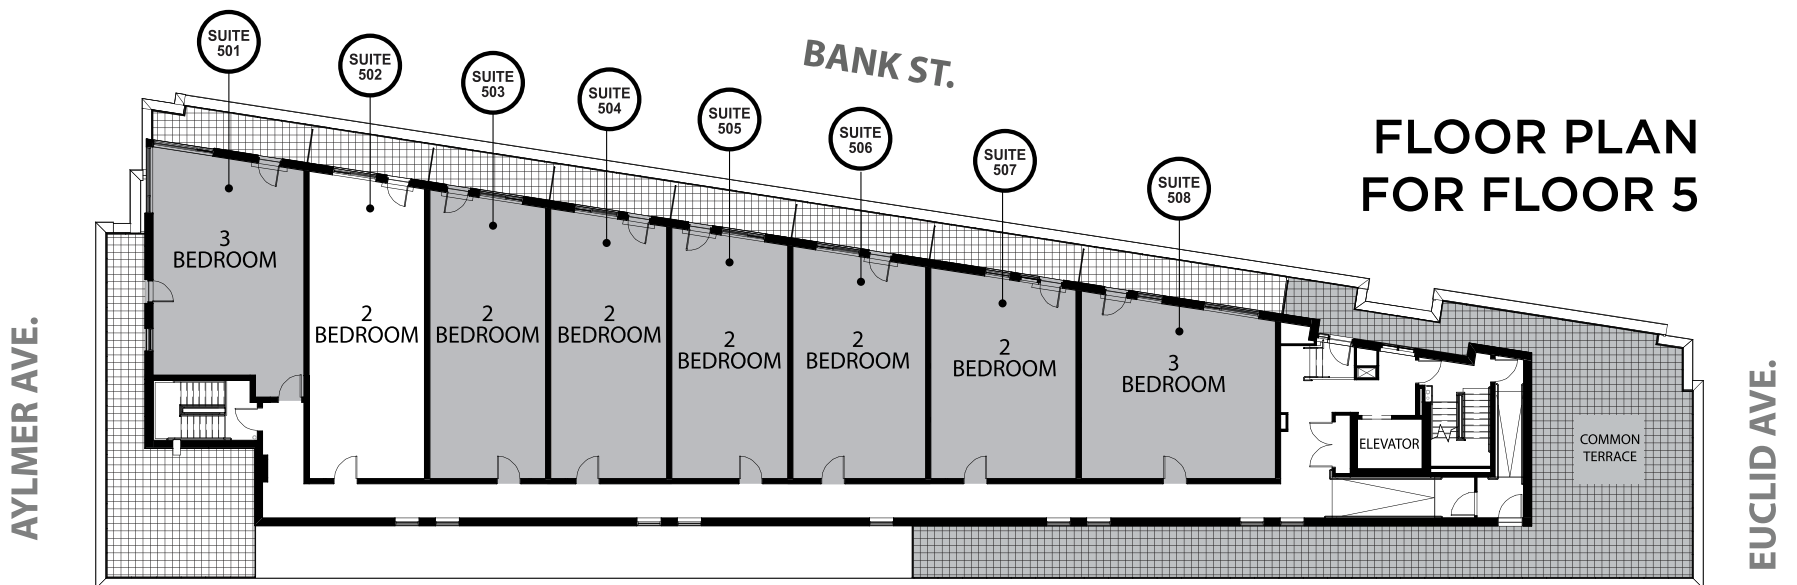 SUITE
501
SUITE
502
SUITE
503
SUITE
504
SUITE
505
SUITE
506
SUITE
507
SUITE
508
BANK ST.
FLOOR PLAN
FOR FLOOR 5
3
BEDROOM
2
BEDROOM
2
BEDROOM
2
BEDROOM
2
BEDROOM
2
BEDROOM
2
BEDROOM
3
BEDROOM
ELEVATOR
COMMON
TERRACE
AYLMER AVE.
EUCLID AVE.